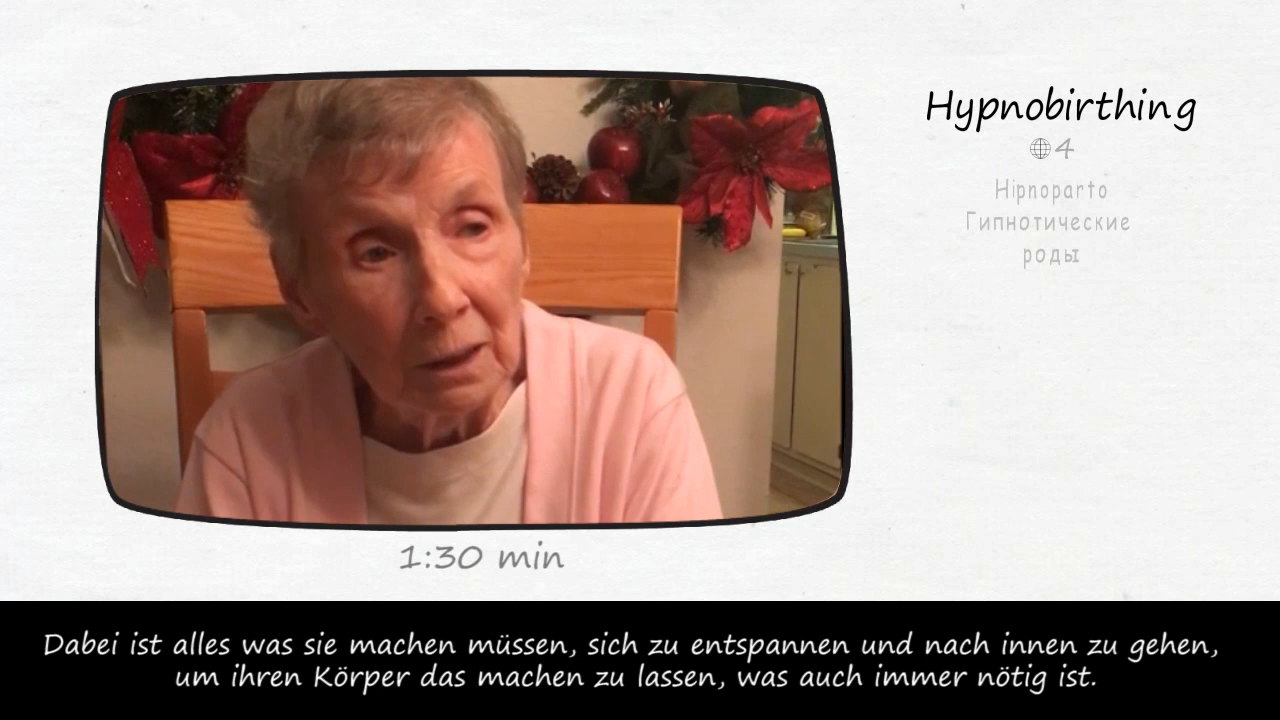 Hypnobirthing
4
Hipnoparto
Гипнотические
роды
1:30 min
Dabei ist alles was sie machen müssen, sich zu entspannen und nach innen zu gehen,
um ihren Körper das machen zu lassen, was auch immer nötig ist.